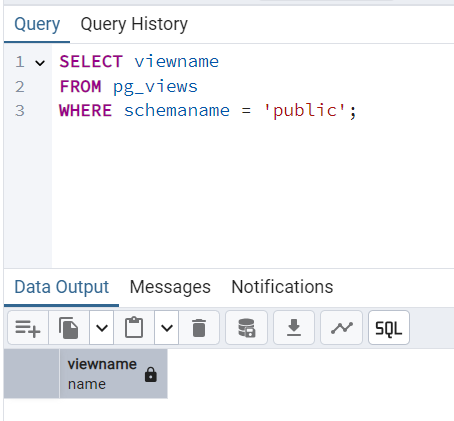 Query Query History
1 SELECT viewname
2 FROM pg_views
3 WHERE schemaname = 'public';
Data Output Messages Notifications
SQL
viewname
name